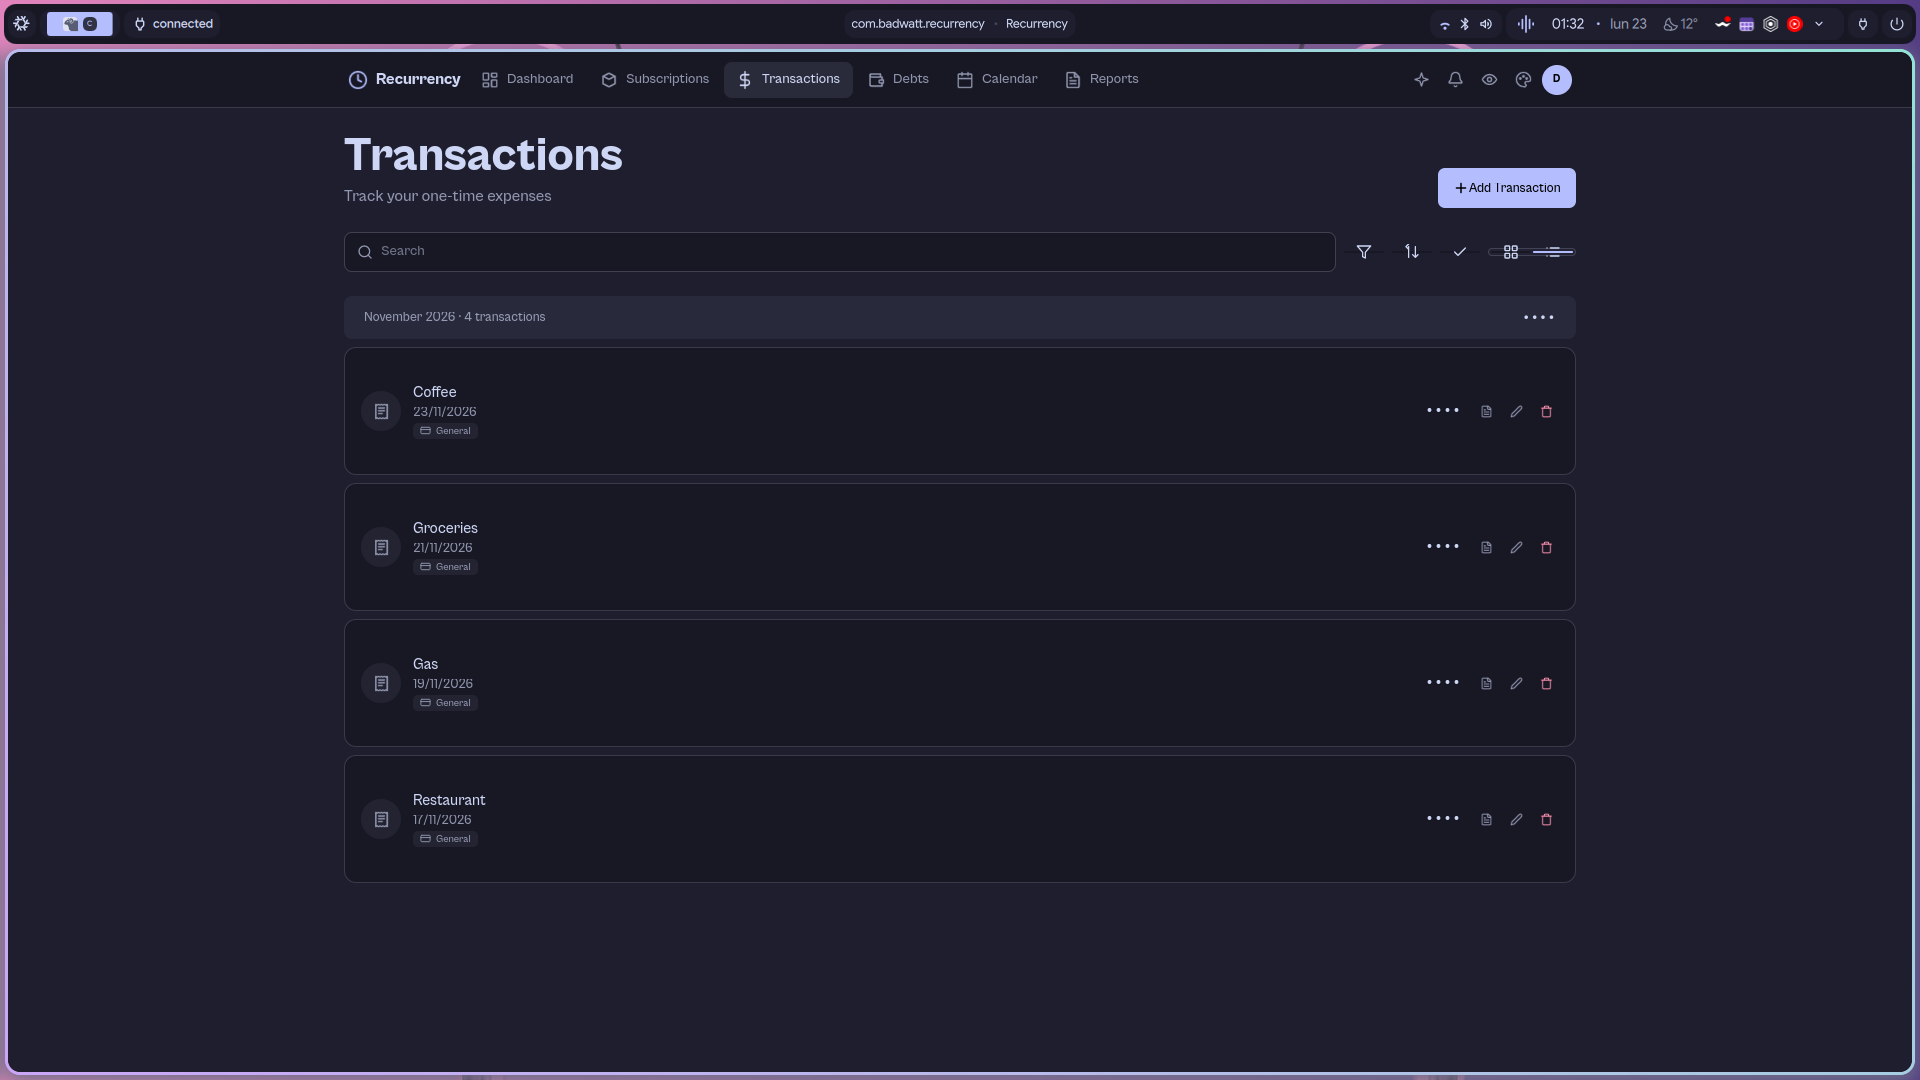 C
connected
com.badwatt.recurrency · Recurrency
01:32 · lun 23
12°
Recurrency
Dashboard
Subscriptions
Transactions
Debts
Calendar
Reports
D
Transactions
Track your one-time expenses
Add Transaction
Search
November 2026 · 4 transactions
••••
Coffee
23/11/2026
General
••••
Groceries
21/11/2026
General
••••
Gas
19/11/2026
General
••••
Restaurant
17/11/2026
General
••••